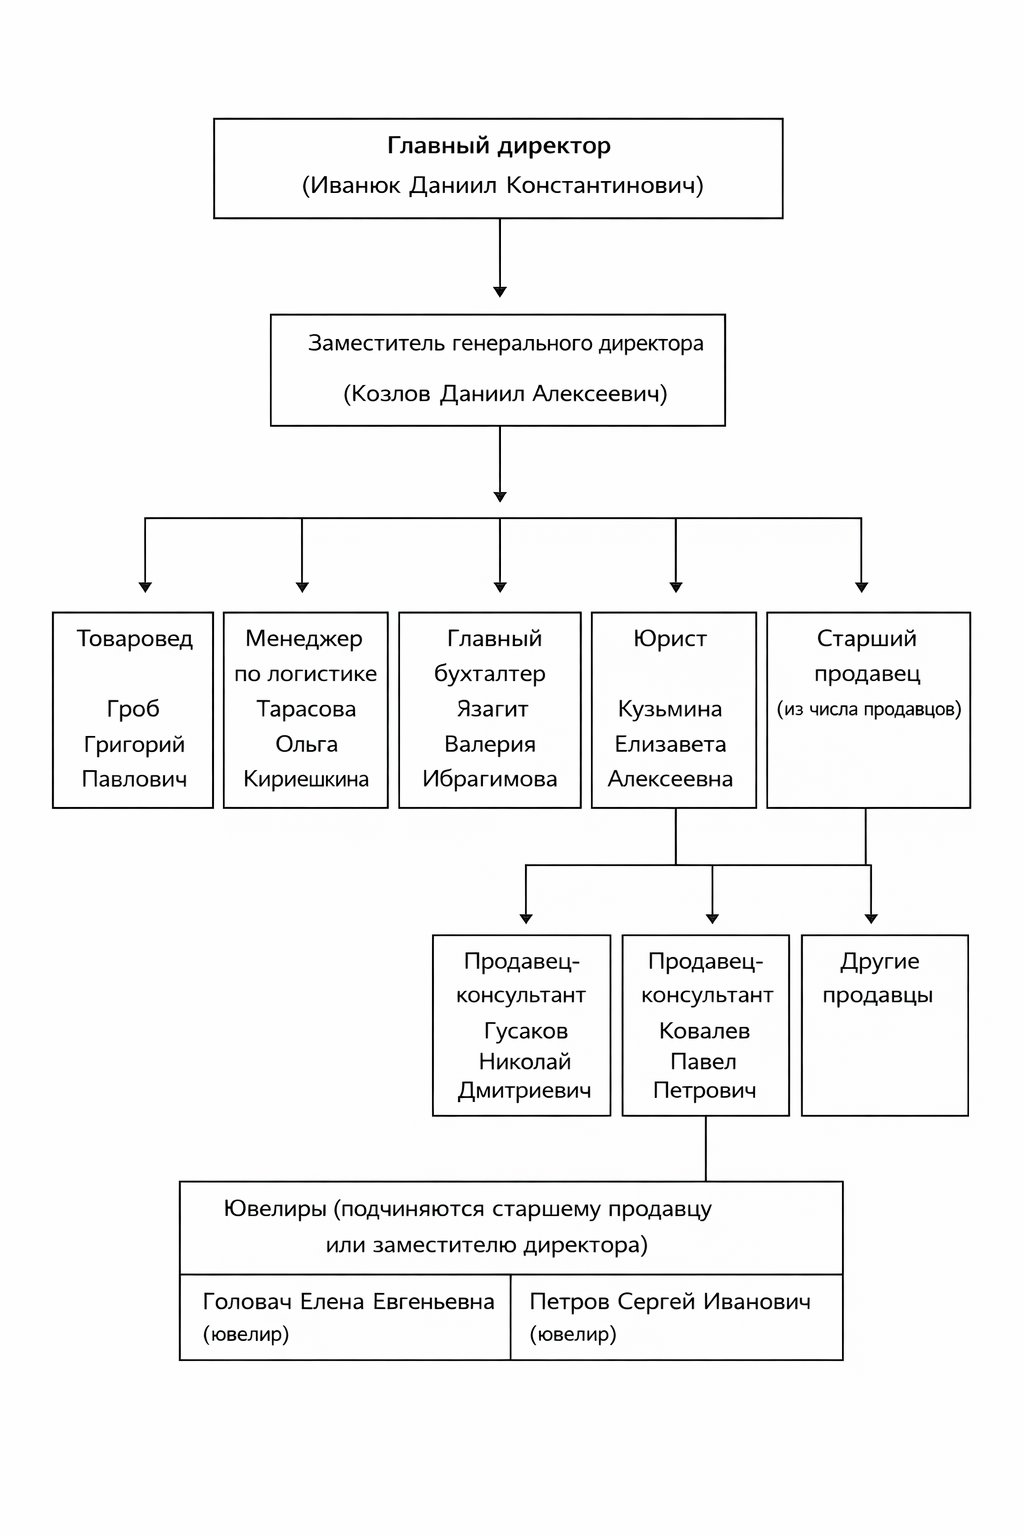 Главный директор
(Иванюк Даниил Константинович)
Заместитель генерального директора
(Козлов Даниил Алексеевич)
Товаровед
Гроб
Григорий
Павлович
Менеджер
по логистике
Тарасова
Ольга
Кириешкина
Главный
бухгалтер
Язагит
Валерия
Ибрагимова
Юрист
Кузьмина
Елизавета
Алексеевна
Старший
продавец
(из числа продавцов)
Продавец-
консультант
Гусаков
Николай
Дмитриевич
Продавец-
консультант
Ковалев
Павел
Петрович
Другие
продавцы
Ювелиры (подчиняются старшему продавцу
или заместителю директора)
Головач Елена Евгеньевна
(ювелир)
Петров Сергей Иванович
(ювелир)